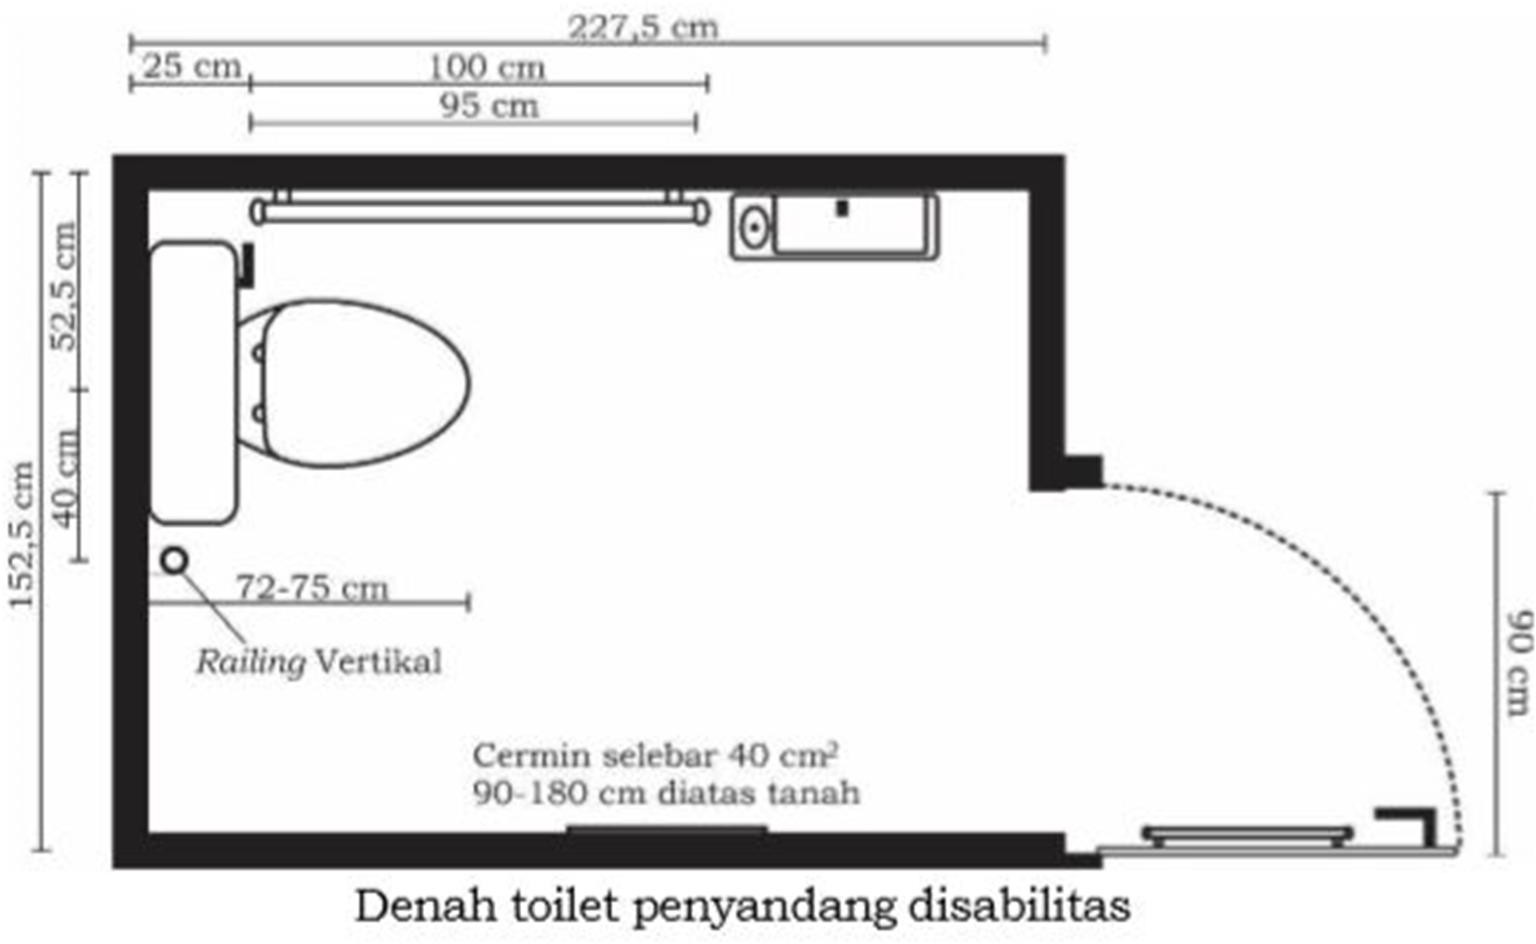 227,5 cm
25 cm
100 cm
95 cm
52,5 cm
40 cm
152,5 cm
72-75 cm
Railing Vertikal
90 cm
Cermin selebar 40 cm²
90-180 cm diatas tanah
Denah toilet penyandang disabilitas